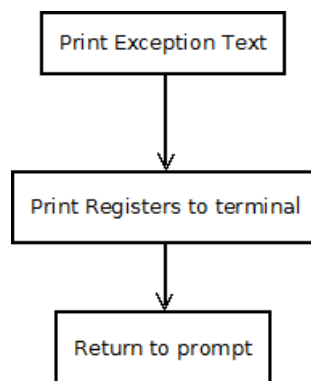 Print Exception Text
Print Registers to terminal
Return to prompt